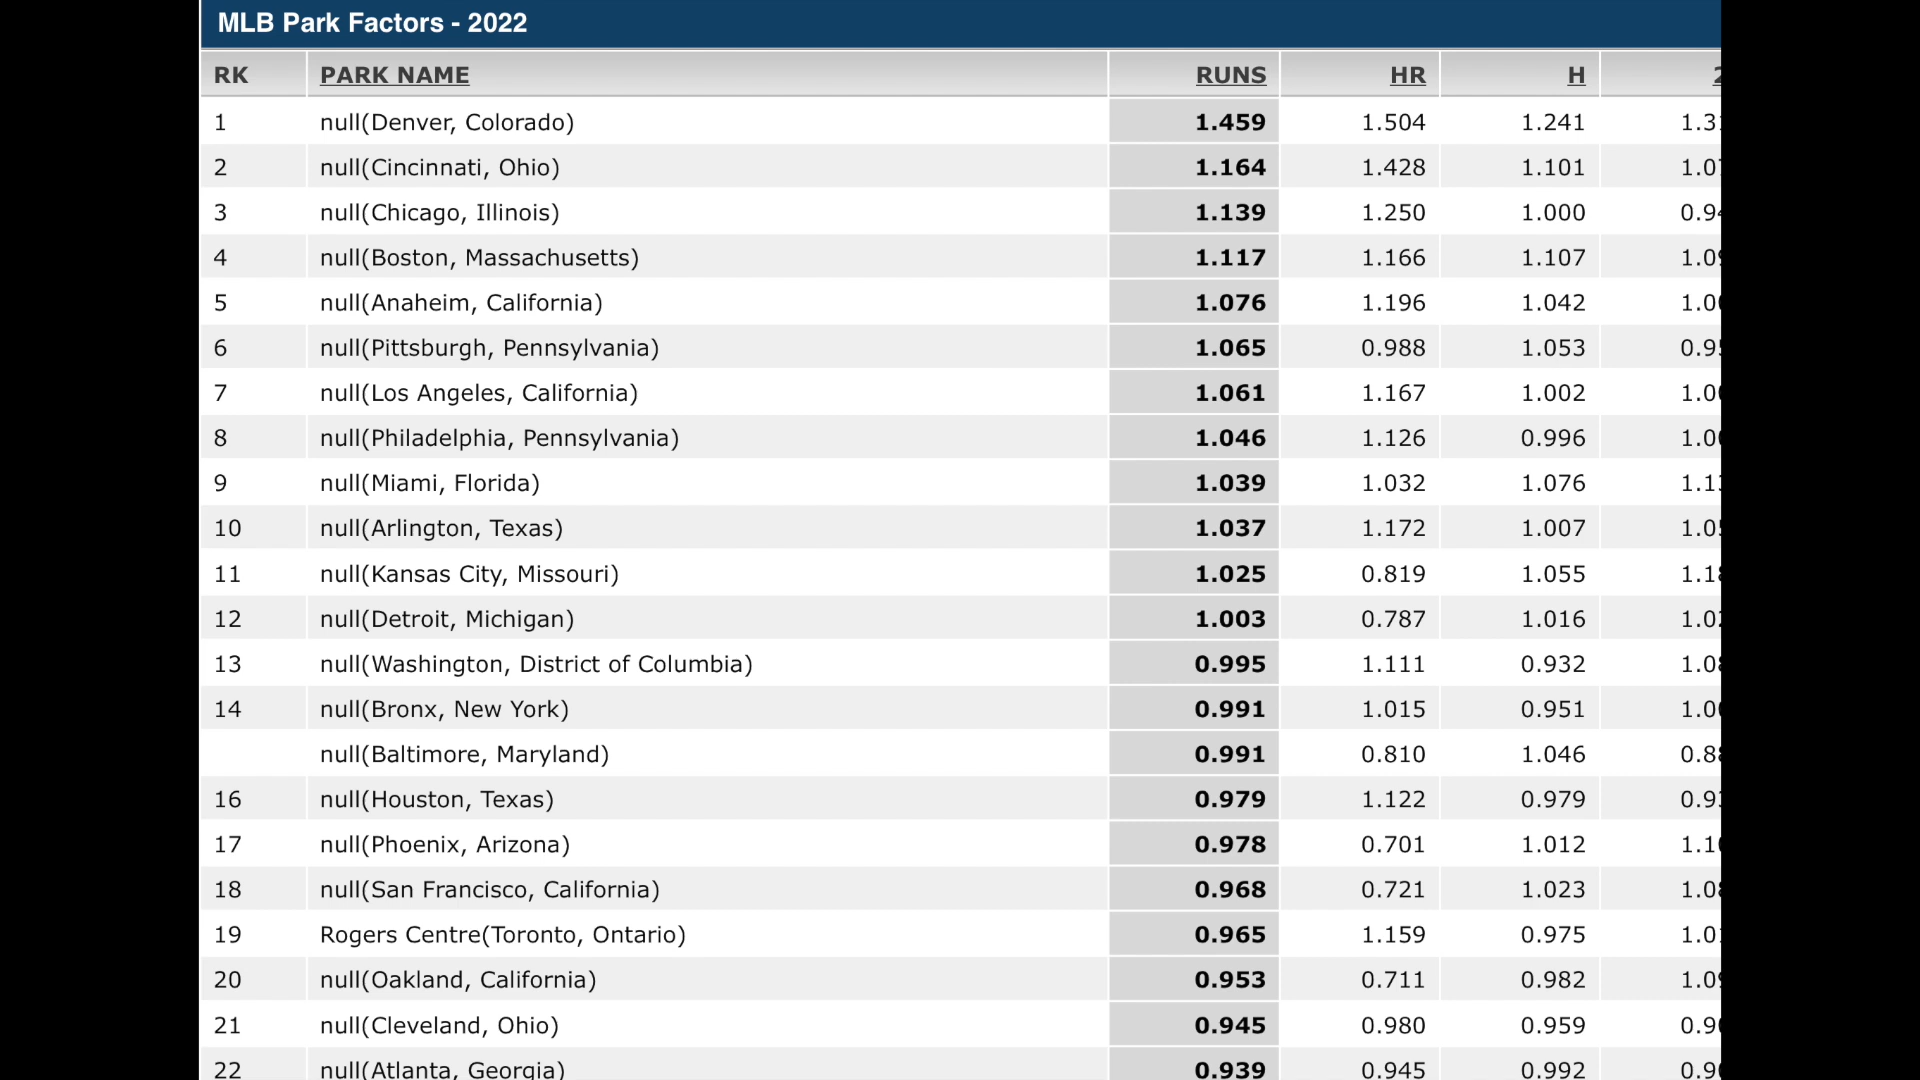 MLB Park Factors - 2022
RK PARK NAME RUNS HR H
1 null(Denver, Colorado) 1.459 1.504 1.241
2 null(Cincinnati, Ohio) 1.164 1.428 1.101
3 null(Chicago, Illinois) 1.139 1.250 1.000
4 null(Boston, Massachusetts) 1.117 1.166 1.107
5 null(Anaheim, California) 1.076 1.196 1.042
6 null(Pittsburgh, Pennsylvania) 1.065 0.988 1.053
7 null(Los Angeles, California) 1.061 1.167 1.002
8 null(Philadelphia, Pennsylvania) 1.046 1.126 0.996
9 null(Miami, Florida) 1.039 1.032 1.076
10 null(Arlington, Texas) 1.037 1.172 1.007
11 null(Kansas City, Missouri) 1.025 0.819 1.055
12 null(Detroit, Michigan) 1.003 0.787 1.016
13 null(Washington, District of Columbia) 0.995 1.111 0.932
14 null(Bronx, New York) 0.991 1.015 0.951
null(Baltimore, Maryland) 0.991 0.810 1.046
16 null(Houston, Texas) 0.979 1.122 0.979
17 null(Phoenix, Arizona) 0.978 0.701 1.012
18 null(San Francisco, California) 0.968 0.721 1.023
19 Rogers Centre(Toronto, Ontario) 0.965 1.159 0.975
20 null(Oakland, California) 0.953 0.711 0.982
21 null(Cleveland, Ohio) 0.945 0.980 0.959
22 null(Atlanta, Georgia) 0.939 0.945 0.992